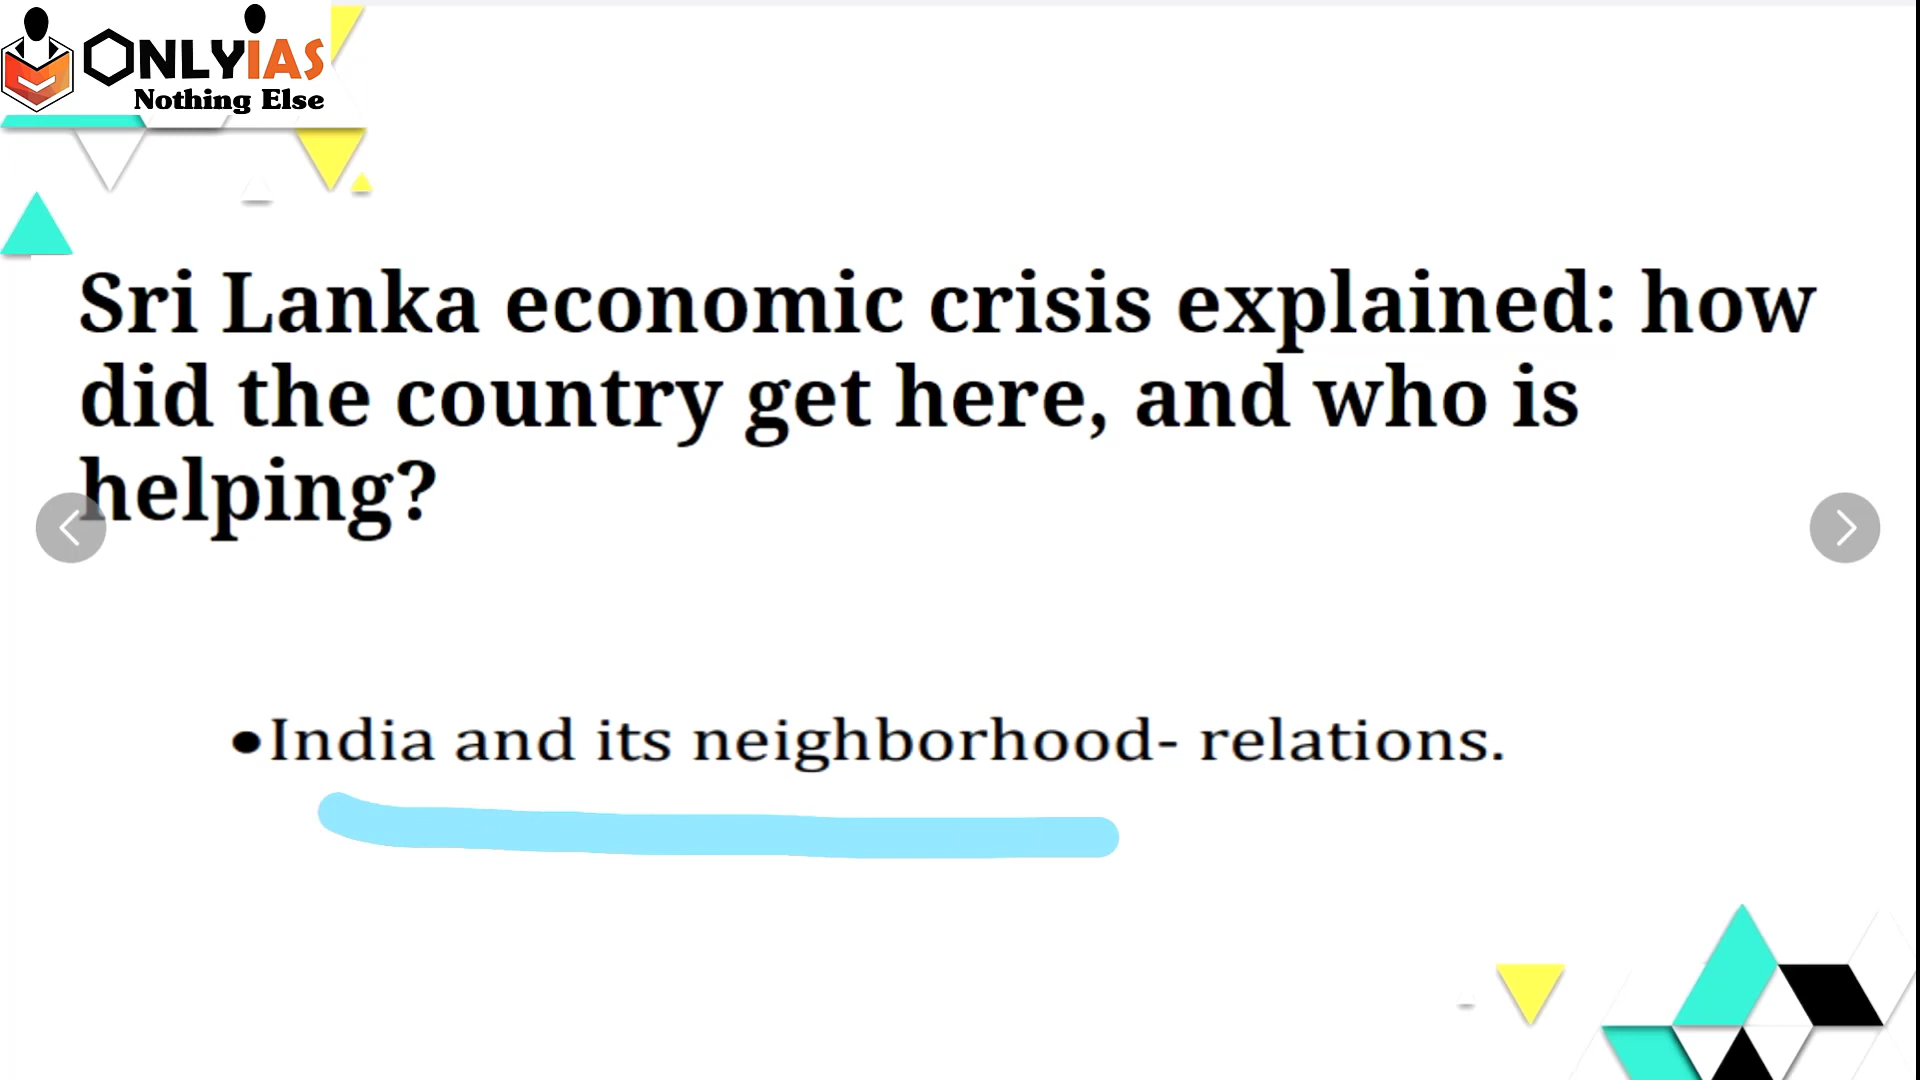 ONLYIAS
Nothing Else
Sri Lanka economic crisis explained: how
did the country get here, and who is
helping?
•India and its neighborhood- relations.